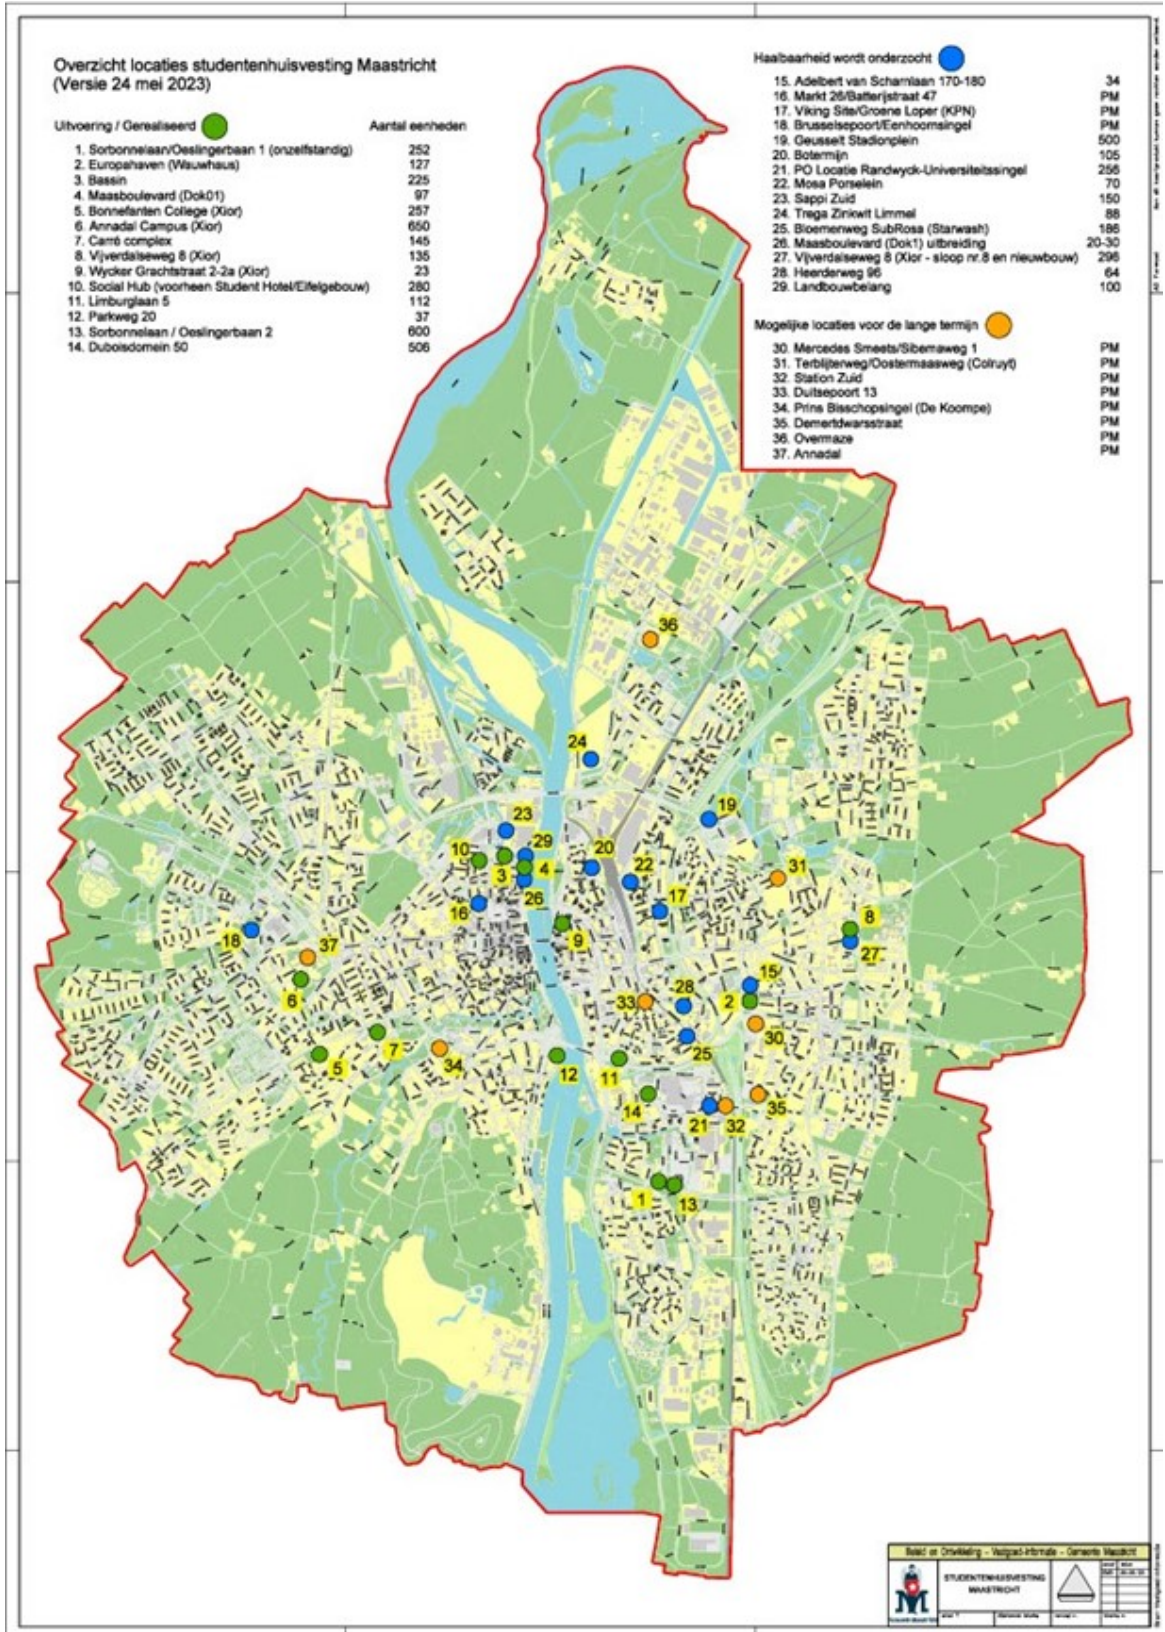 Overzicht locaties studentenhuisvesting Maastricht
(Versie 24 mei 2023)
Uitvoering / Gerealiseerd
Aantal eenheden
1. Sorbonnelaan/Oeslingerbaan 1 (onzelfstandig) 252
2. Europahaven (Wauwhaus) 127
3. Bassin 225
4. Maasboulevard (Dok01) 97
5. Bonnefanten College (Xior) 257
6. Annadal Campus (Xior) 650
7. Carré complex 145
8. Vijverdalseweg 8 (Xior) 135
9. Wycker Grachtstraat 2-2a (Xior) 23
10. Social Hub (voorheen Student Hotel/Eifelgebouw) 280
11. Limburglaan 5 112
12. Parkweg 20 37
13. Sorbonnelaan / Oeslingerbaan 2 600
14. Duboisdomein 50 506
Haalbaarheid wordt onderzocht
15. Adelbert van Scharnlaan 170-180 34
16. Markt 26/Batterijstraat 47 PM
17. Viking Site/Groene Loper (KPN) PM
18. Brusselsepoort/Eenhoornsingel PM
19. Geusselt Stadionplein 500
20. Botermijn 105
21. PO Locatie Randwyck-Universiteitssingel 256
22. Mosa Porselein 70
23. Sappi Zuid 150
24. Trega Zinkwit Limmel 88
25. Bloemenweg SubRosa (Starwash) 186
26. Maasboulevard (Dok1) uitbreiding 20-30
27. Vijverdalseweg 8 (Xior - sloop nr.8 en nieuwbouw) 296
28. Heerderweg 96 64
29. Landbouwbelang 100
Mogelijke locaties voor de lange termijn
30. Mercedes Smeets/Sibemaweg 1 PM
31. Terblijterweg/Oostermaasweg (Colruyt) PM
32. Station Zuid PM
33. Duitsepoort 13 PM
34. Prins Bisschopsingel (De Koompe) PM
35. Demertdwarsstraat PM
36. Overmaze PM
37. Annadal PM
36
24
23
19
29
10
20
3
4
22
31
26
16
17
8
9
18
27
37
15
6
28
33
2
30
7
25
5
34
12
11
14
35
21
32
1
13
Beleid en Ontwikkeling - Vastgoed-informatie - Gemeente Maastricht
STUDENTENHUISVESTING
MAASTRICHT